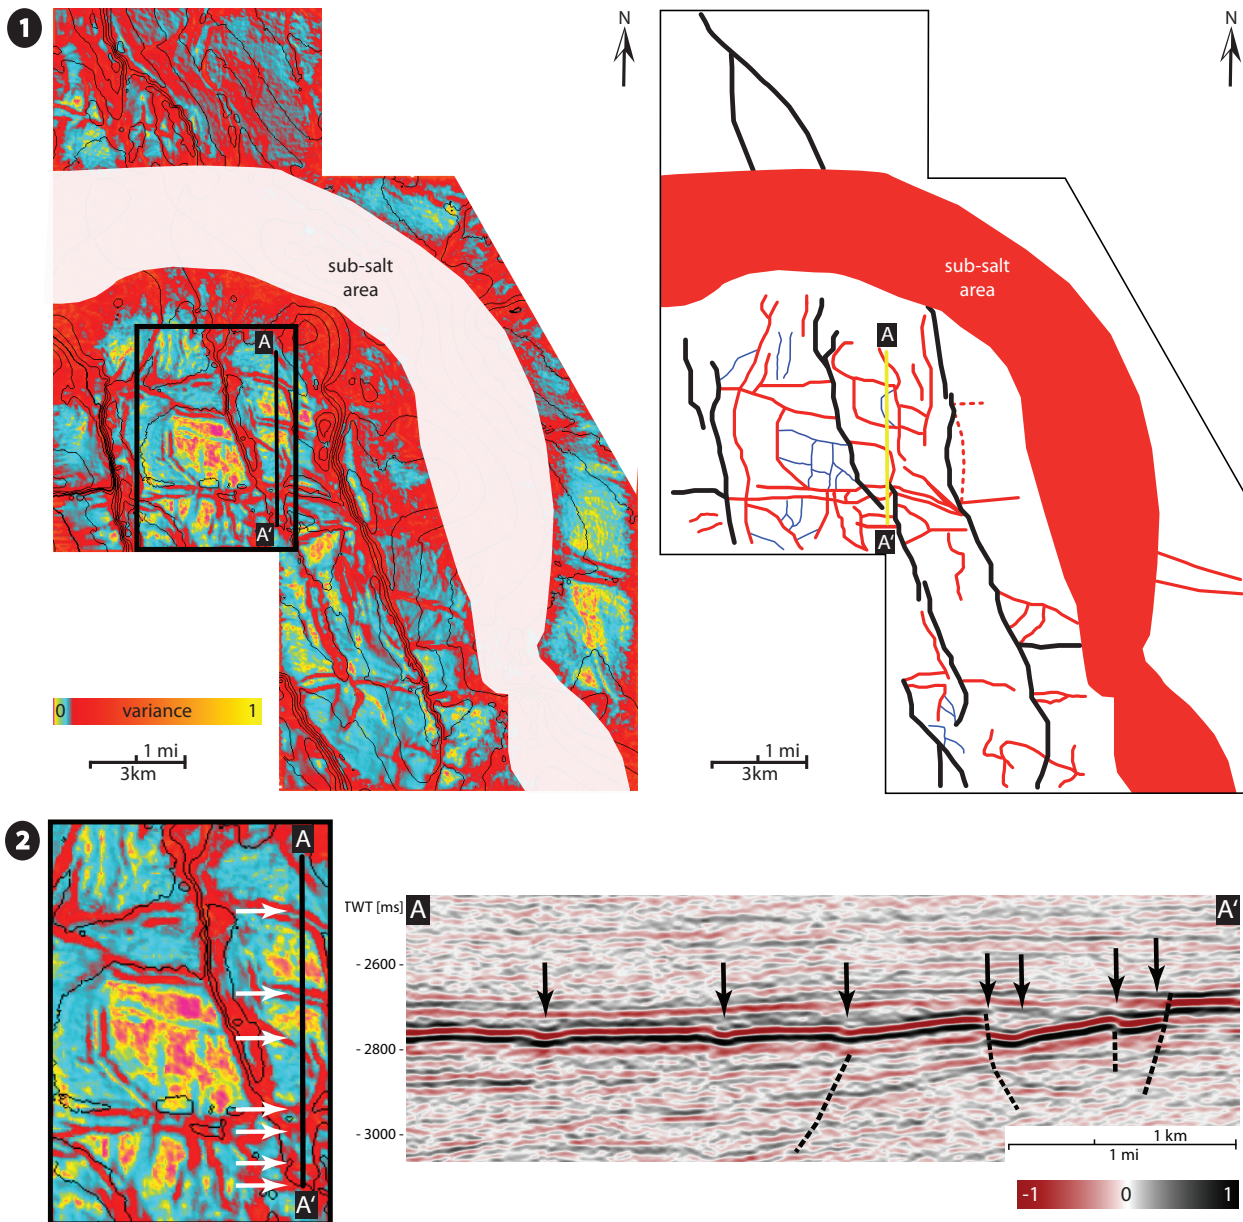 1
N
N
sub-salt
area
sub-salt
area
A
A'
A
A'
0 variance 1
1 mi
3km
1 mi
3km
2
A
A'
TWT [ms]
A
A'
- 2600 -
- 2800 -
- 3000 -
1 km
1 mi
-1 0 1